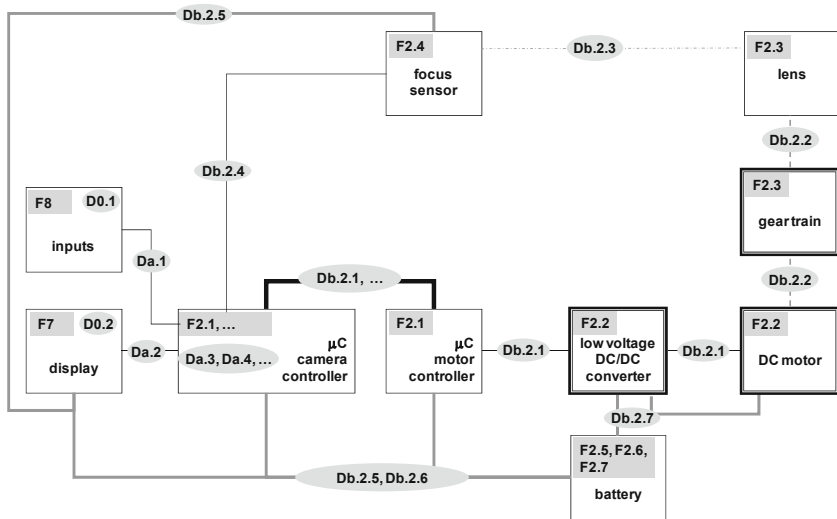 Db.2.5
F2.4
focus
sensor
Db.2.3
F2.3
lens
Db.2.2
Db.2.4
F2.3
gear train
F8
D0.1
inputs
Da.1
Db.2.1, ...
Db.2.2
F7
D0.2
display
Da.2
F2.1, ...
Da.3, Da.4, ...
µC
camera
controller
F2.1
µC
motor
controller
Db.2.1
F2.2
low voltage
DC/DC
converter
Db.2.1
F2.2
DC motor
Db.2.7
F2.5, F2.6,
F2.7
battery
Db.2.5, Db.2.6